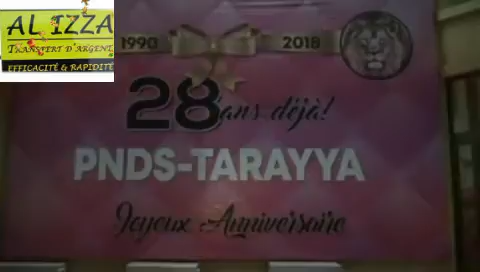 AL IZZA
TRANSFERT D'ARGENT
EFFICACITÉ & RAPIDITÉ
1990 2018
28 ans déjà!
PNDS-TARAYYA
Joyeux Anniversaire